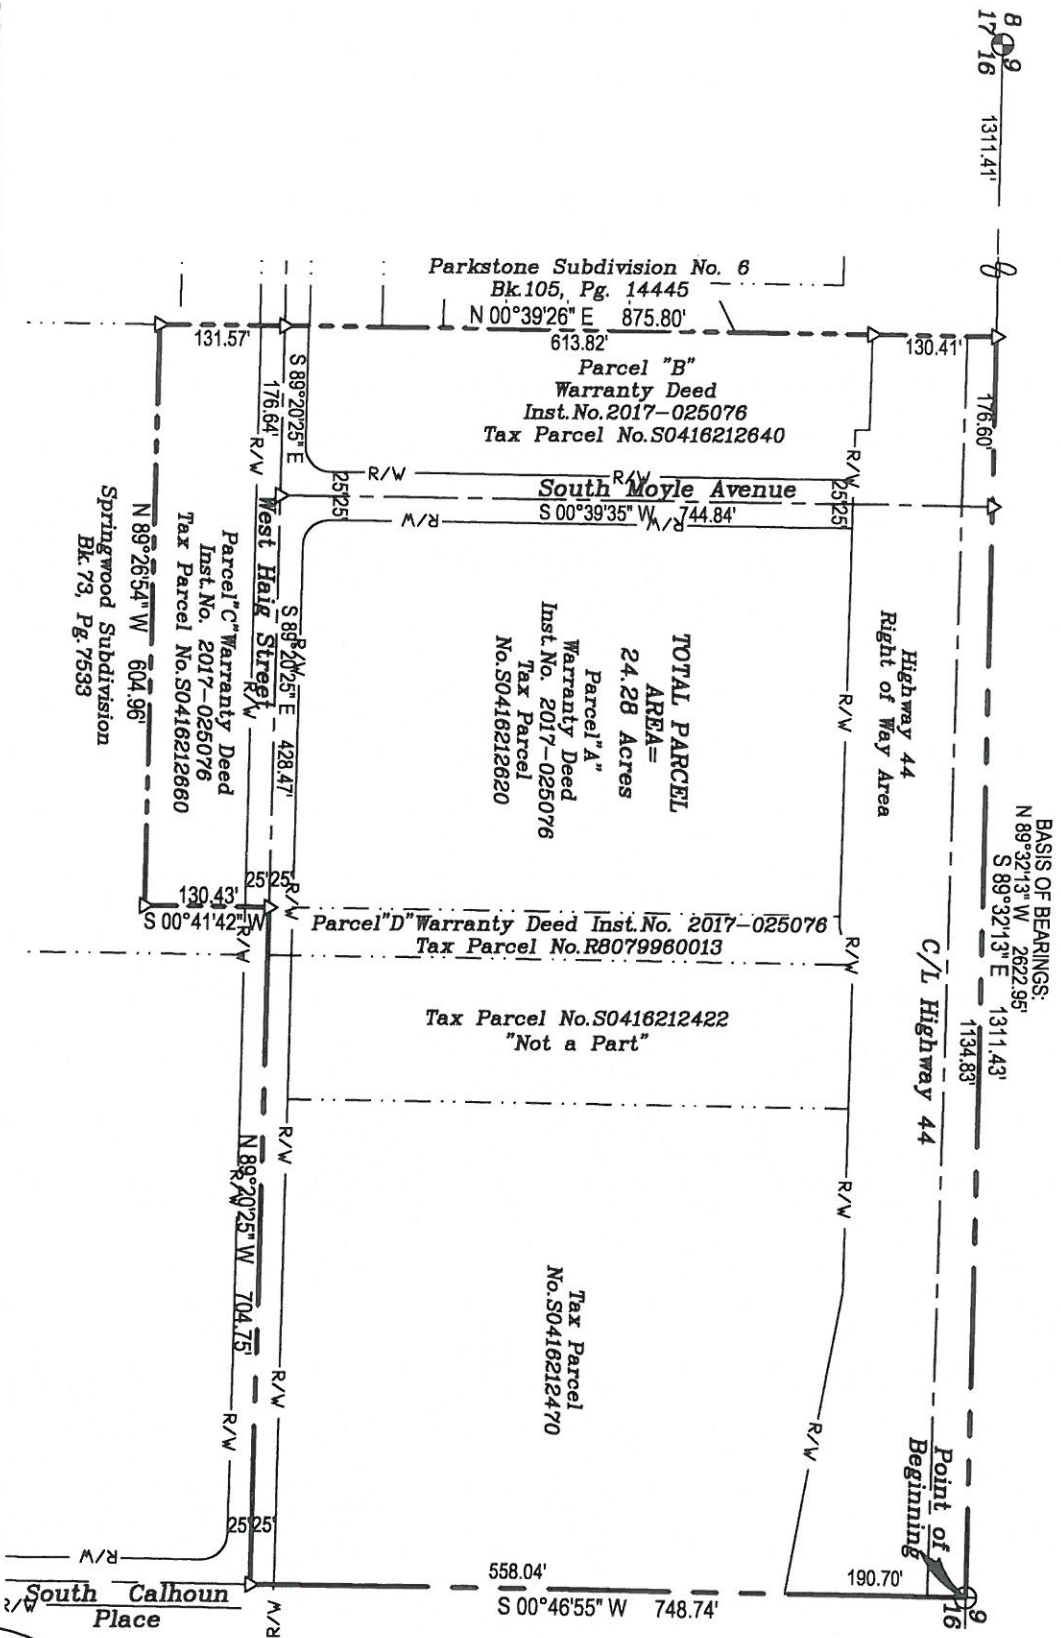 8 9
17 16
1311.41'
Parkstone Subdivision No. 6
Bk.105, Pg. 14445
N 00°39'26" E 875.80'
131.57'
613.82'
130.41'
Parcel "B"
Warranty Deed
Inst.No.2017-025076
Tax Parcel No.S0416212640
S 89°20'25" E
176.64'
176.60'
R/W
R/W
R/W
R/W
25' 25'
25' 25'
South Moyle Avenue
S 00°39'35" W 744.84'
R/W
R/W
West Haig Street
S 89°20'25" E 428.47'
R/W
R/W
R/W
Highway 44
Right of Way Area
TOTAL PARCEL
AREA=
24.28 Acres
Parcel"A"
Warranty Deed
Inst.No. 2017-025076
Tax Parcel
No.S0416212620
Parcel"C"Warranty Deed
Inst.No. 2017-025076
Tax Parcel No.S0416212660
N 89°26'54" W 604.96'
Springwood Subdivision
Bk.73, Pg.7533
BASIS OF BEARINGS:
N 89°32'13" W 2622.95'
S 89°32'13" E 1311.43'
1134.83'
C/L Highway 44
130.43'
25' 25'
R/W
S 00°41'42" W
R/W
Parcel"D"Warranty Deed Inst.No. 2017-025076
Tax Parcel No.R8079960013
R/W
Tax Parcel No.S0416212422
"Not a Part"
R/W
R/W
N 89°20'25" W 704.75'
R/W
R/W
R/W
R/W
Tax Parcel
No.S0416212470
Point of
Beginning
25' 25'
R/W
558.04'
190.70'
S 00°46'55" W 748.74'
9
16
South Calhoun
Place
R/W
R/W